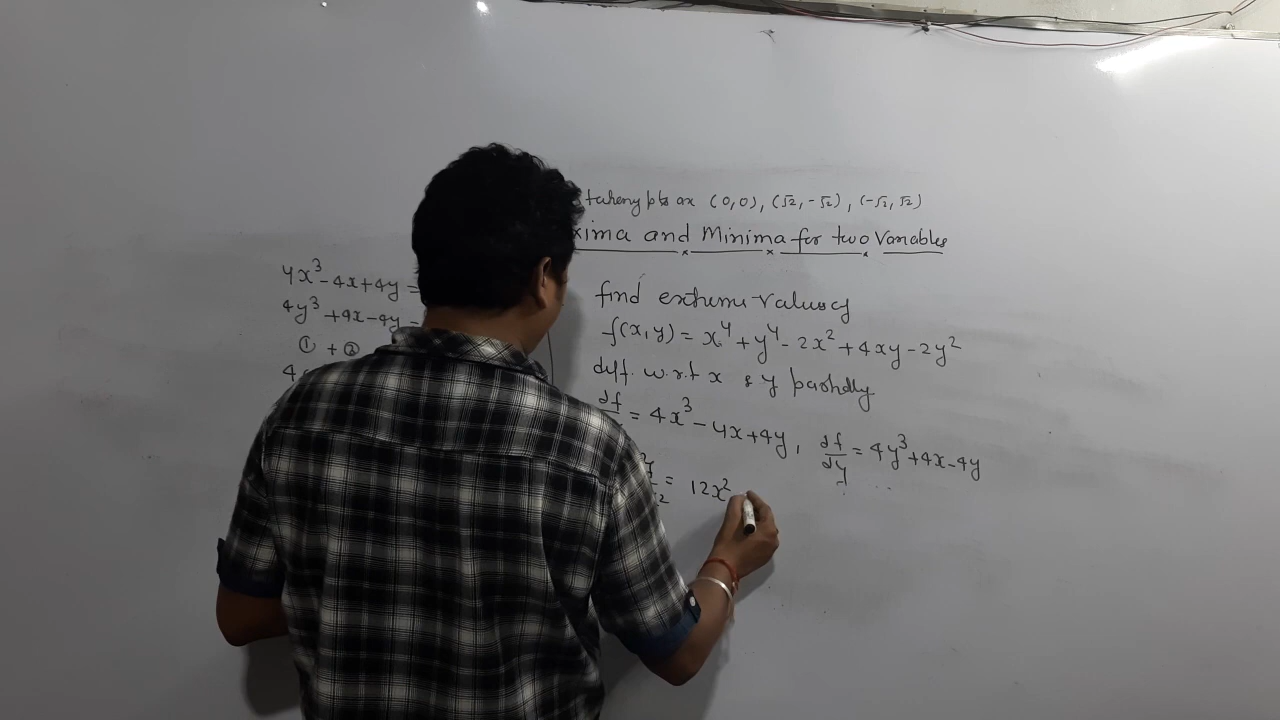 pts are (0,0), (√2, -√2), (-√2, √2)
xima and Minima for two Variables
4x³ - 4x + 4y =
4y³ + 4x - 4y =
① + ②
4
find extreme values of
f(x,y) = x⁴ + y⁴ - 2x² + 4xy - 2y²
diff. w.r.t x & y partially
∂f = 4x³ - 4x + 4y, ∂f/∂y = 4y³ + 4x - 4y
= 12x²